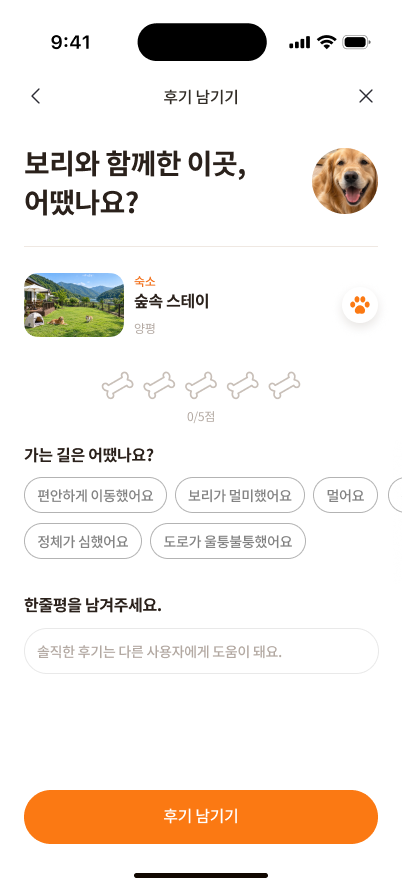 9:41
후기 남기기
보리와 함께한 이곳,
어땠나요?
숙소
숲속 스테이
양평
0/5점
가는 길은 어땠나요?
편안하게 이동했어요 보리가 멀미했어요 멀어요
정체가 심했어요 도로가 울퉁불퉁했어요
한줄평을 남겨주세요.
솔직한 후기는 다른 사용자에게 도움이 돼요.
후기 남기기